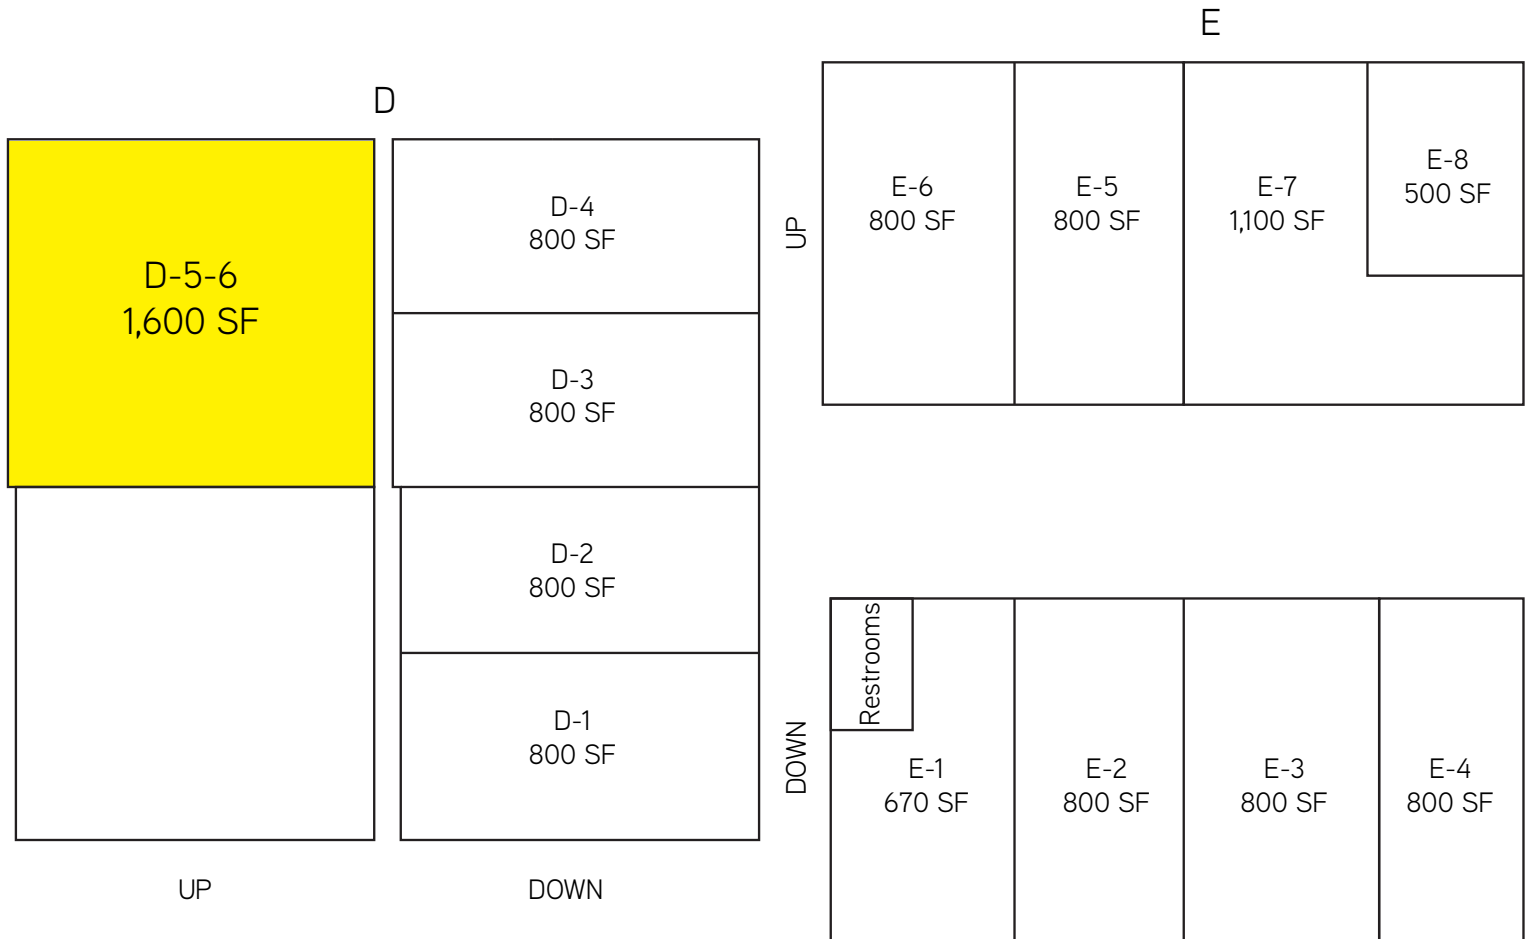 D
D-5-6
1,600 SF
D-4
800 SF
D-3
800 SF
D-2
800 SF
D-1
800 SF
UP
DOWN
E
UP
E-6
800 SF
E-5
800 SF
E-7
1,100 SF
E-8
500 SF
DOWN
Restrooms
E-1
670 SF
E-2
800 SF
E-3
800 SF
E-4
800 SF